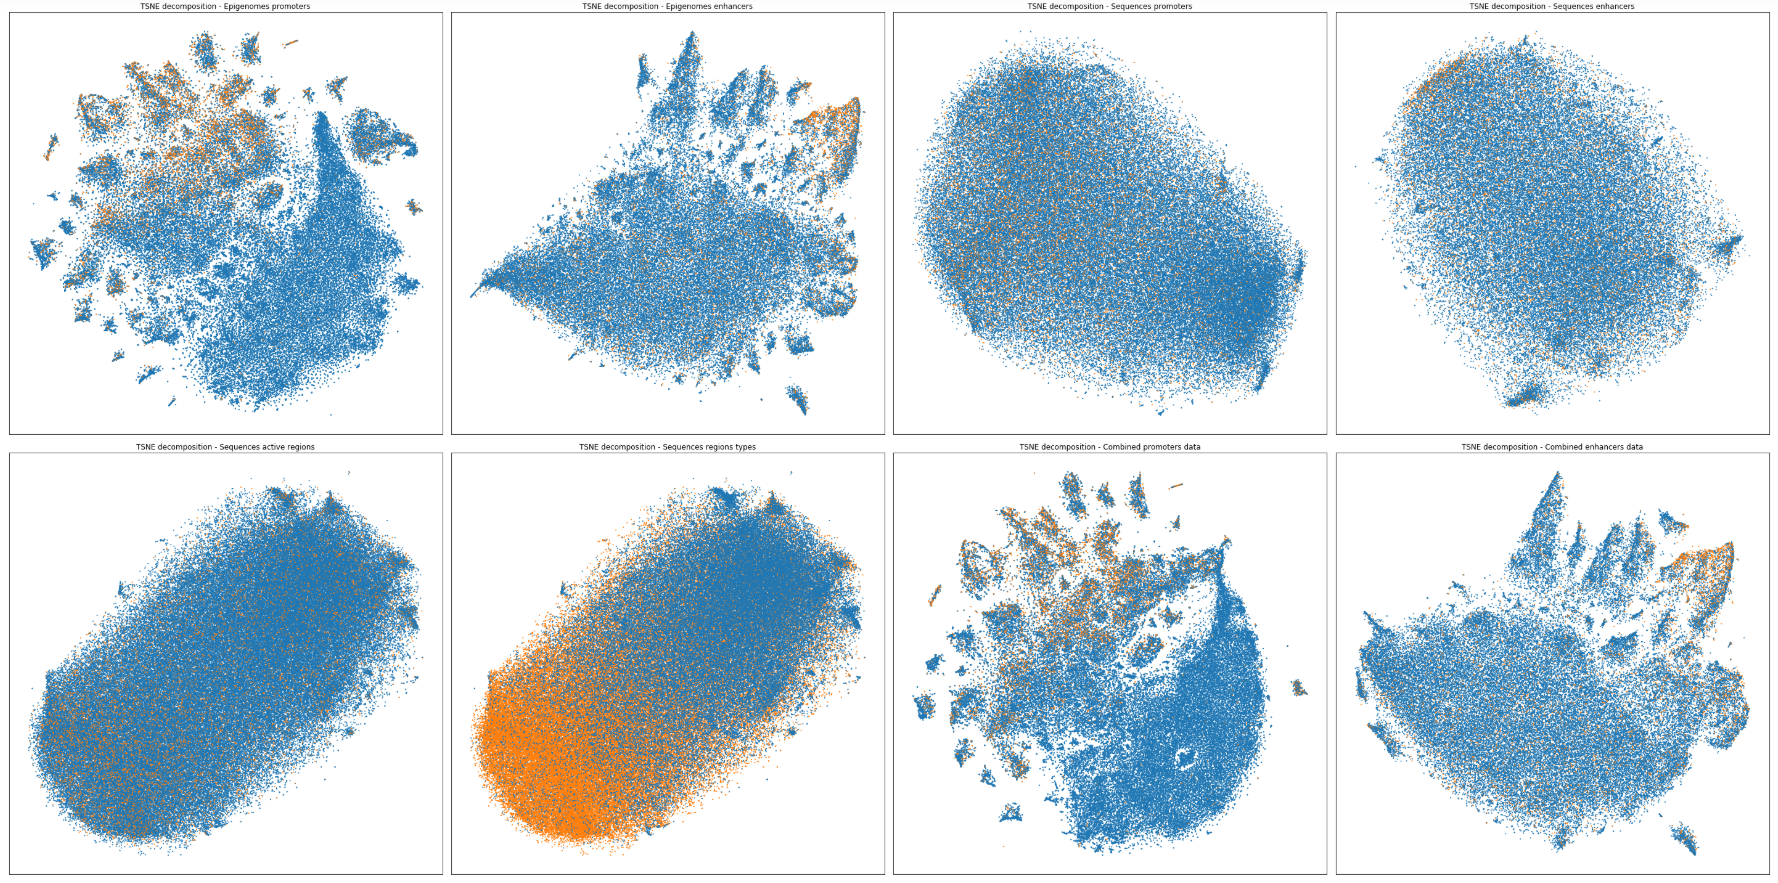 TSNE decomposition - Epigenomes promoters
TSNE decomposition - Epigenomes enhancers
TSNE decomposition - Sequences promoters
TSNE decomposition - Sequences enhancers
TSNE decomposition - Sequences active regions
TSNE decomposition - Sequences regions types
TSNE decomposition - Combined promoters data
TSNE decomposition - Combined enhancers data